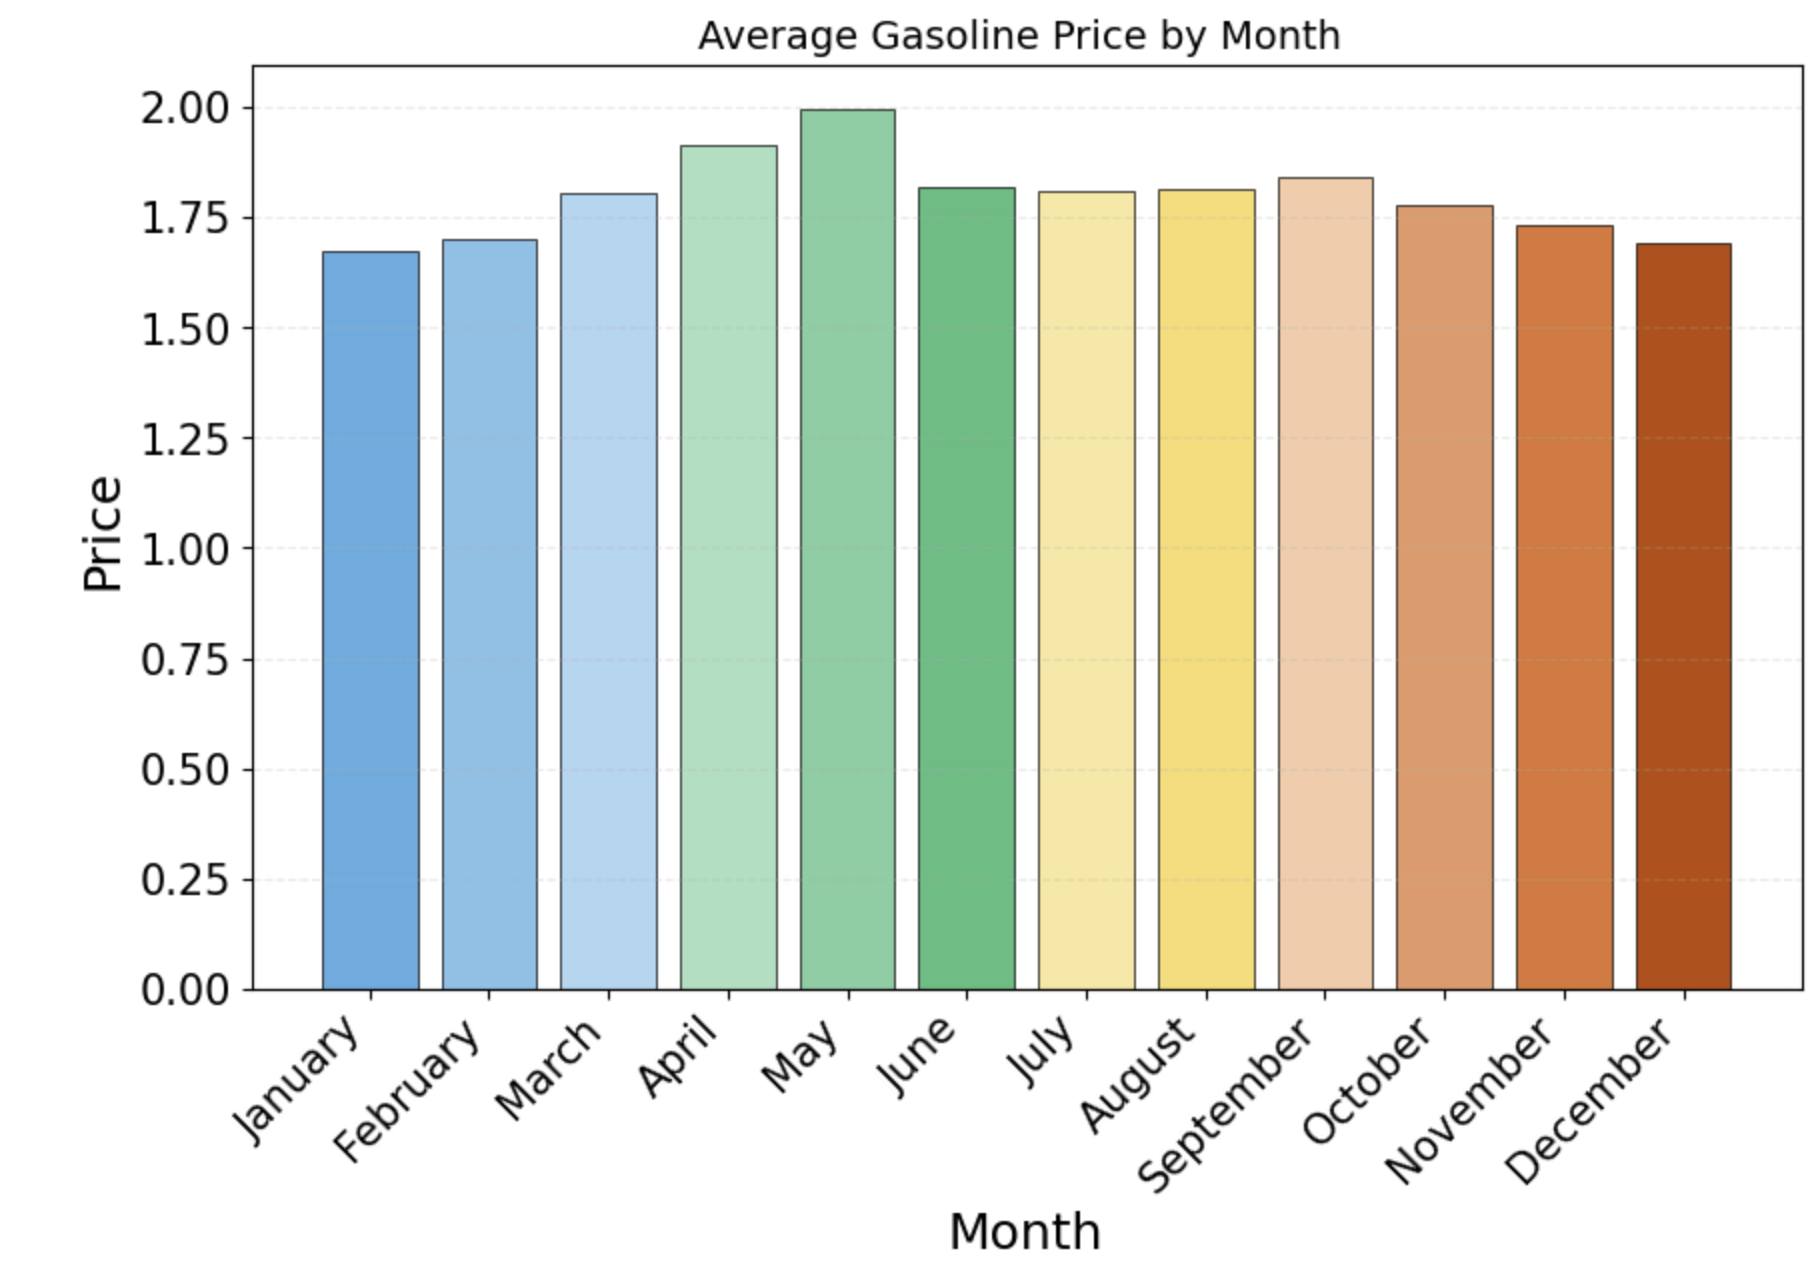 Average Gasoline Price by Month
Price
2.00
1.75
1.50
1.25
1.00
0.75
0.50
0.25
0.00
January
February
March
April
May
June
July
August
September
October
November
December
Month